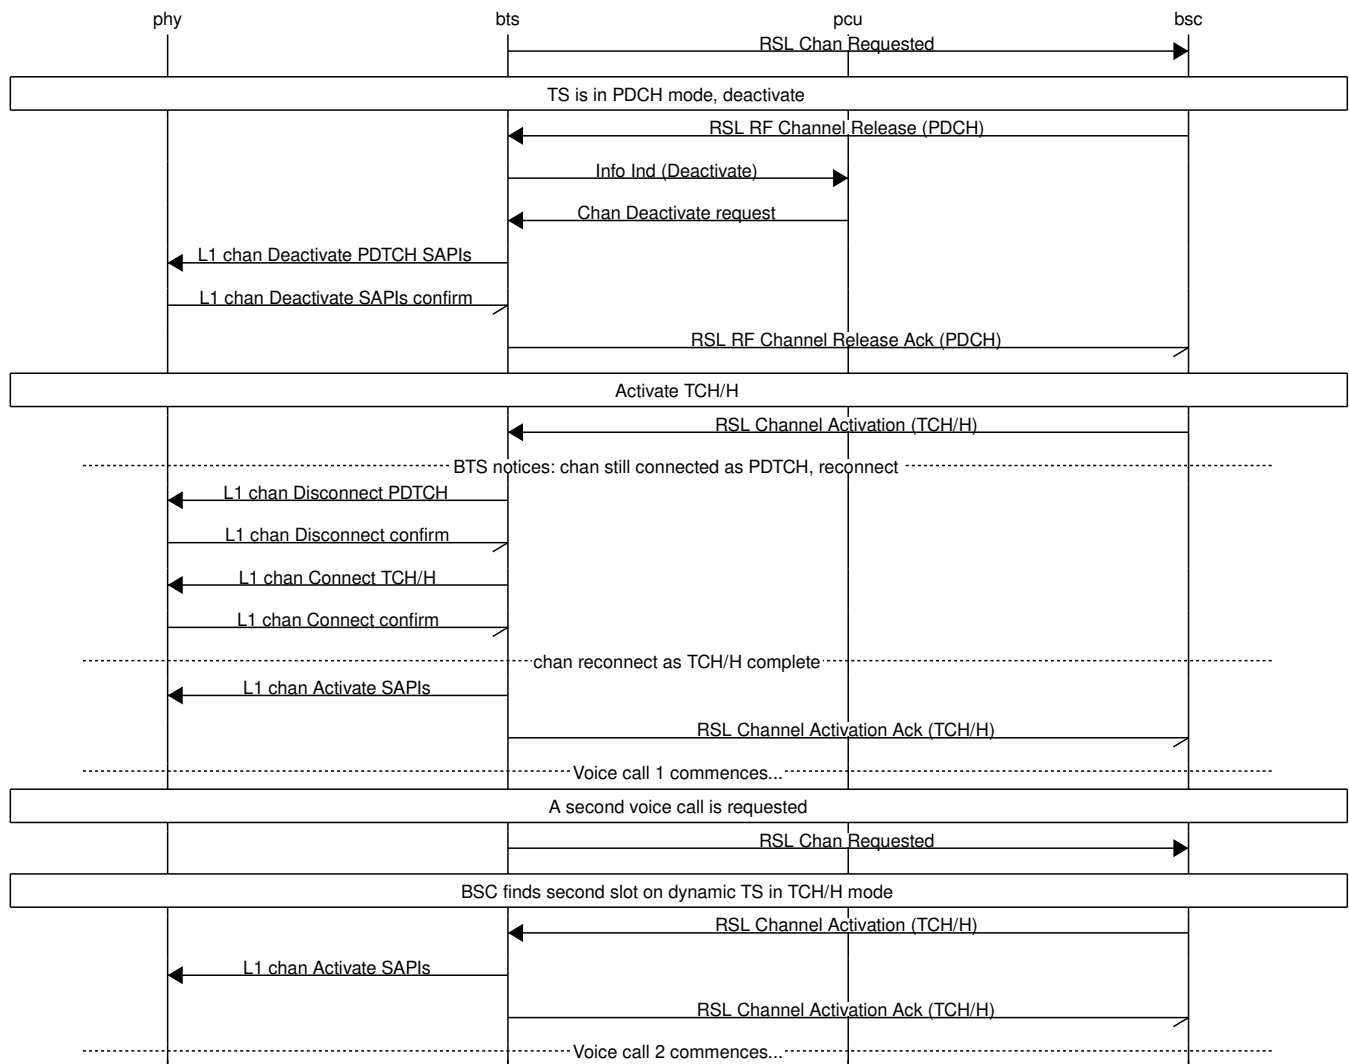 phy bts pcu bsc
RSL Chan Requested
TS is in PDCH mode, deactivate
RSL RF Channel Release (PDCH)
Info Ind (Deactivate)
Chan Deactivate request
L1 chan Deactivate PDTCH SAPIs
L1 chan Deactivate SAPIs confirm
RSL RF Channel Release Ack (PDCH)
Activate TCH/H
RSL Channel Activation (TCH/H)
BTS notices: chan still connected as PDTCH, reconnect
L1 chan Disconnect PDTCH
L1 chan Disconnect confirm
L1 chan Connect TCH/H
L1 chan Connect confirm
chan reconnect as TCH/H complete
L1 chan Activate SAPIs
RSL Channel Activation Ack (TCH/H)
Voice call 1 commences...
A second voice call is requested
RSL Chan Requested
BSC finds second slot on dynamic TS in TCH/H mode
RSL Channel Activation (TCH/H)
L1 chan Activate SAPIs
RSL Channel Activation Ack (TCH/H)
Voice call 2 commences...